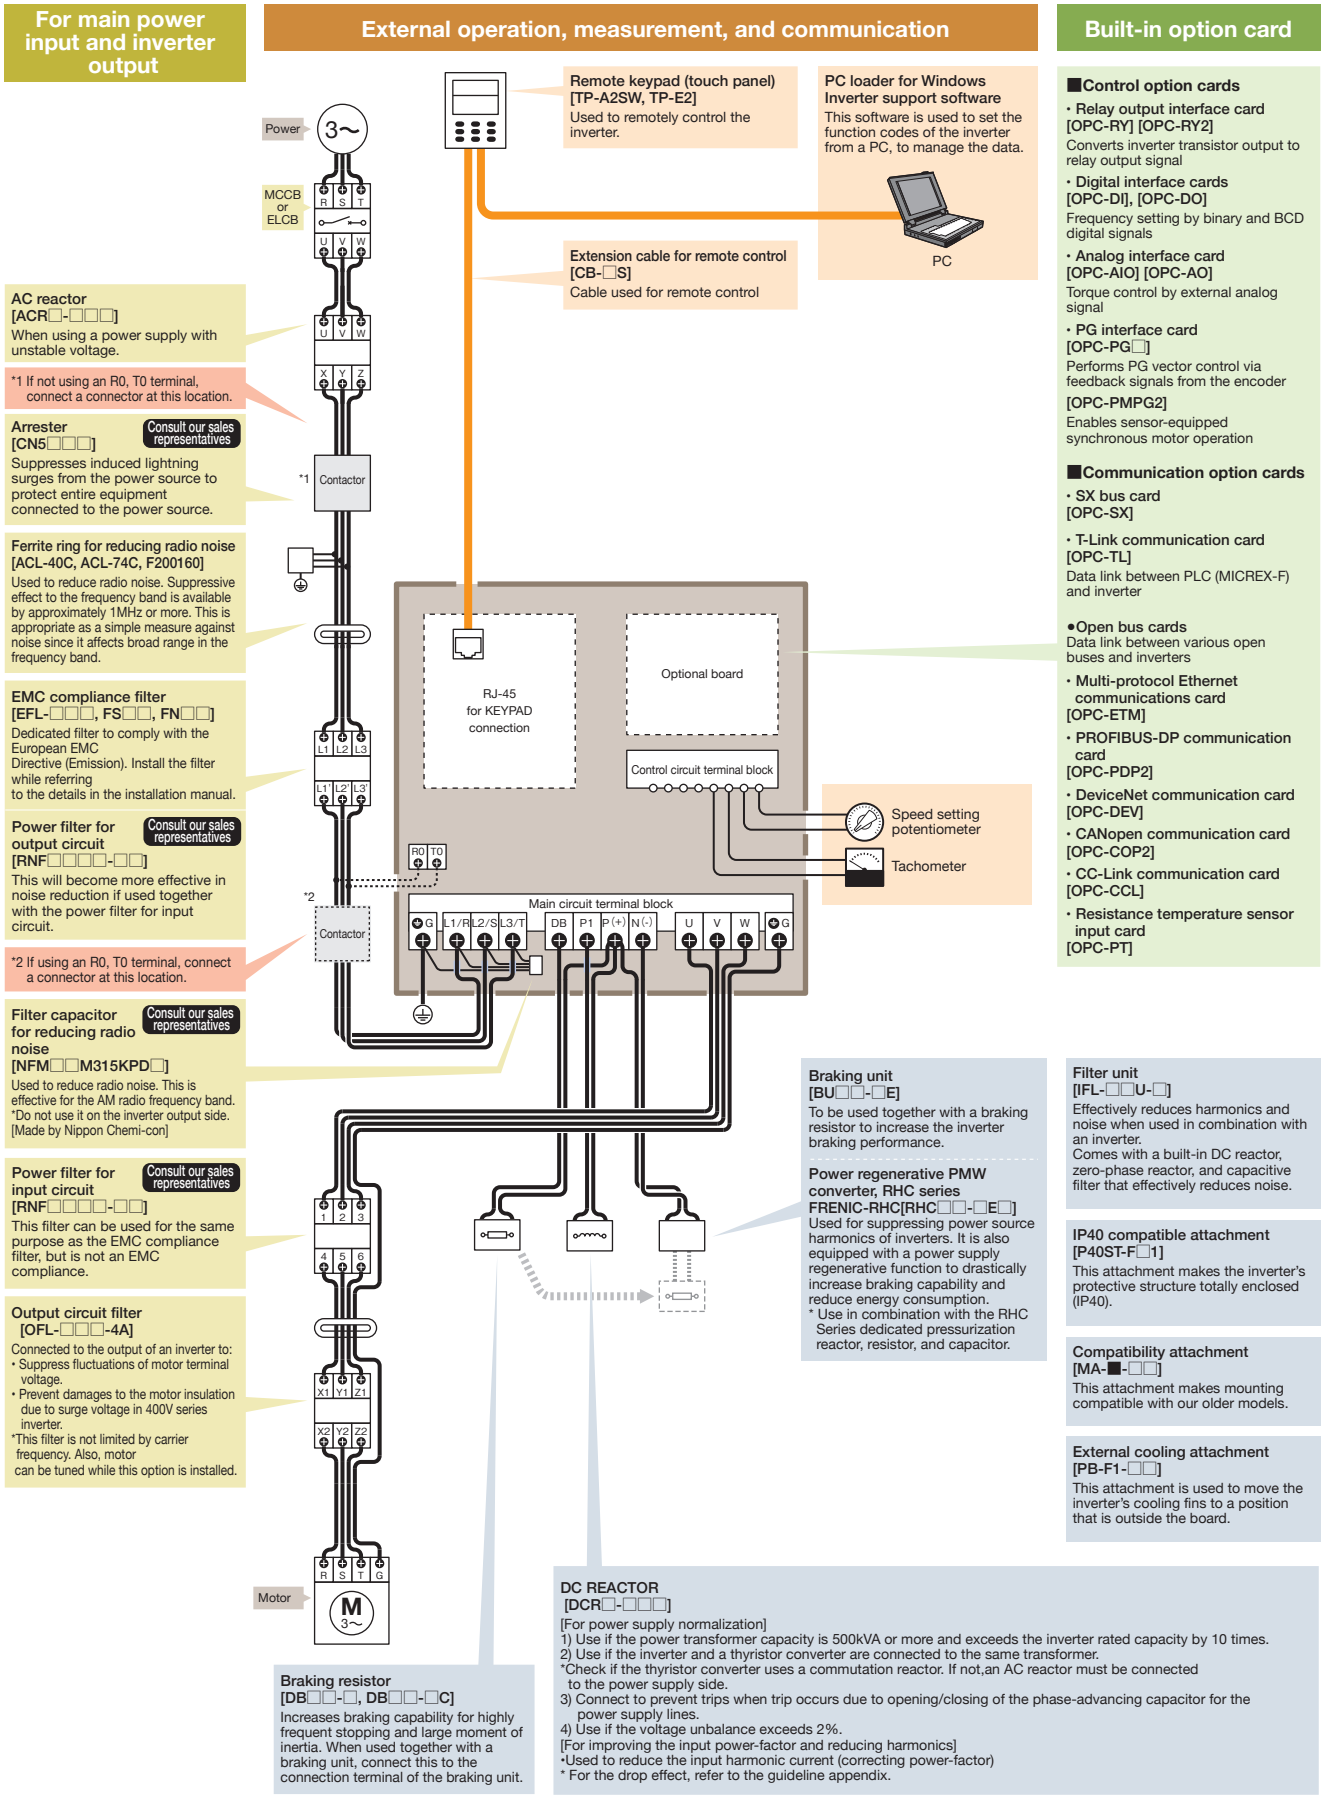 For main power
input and inverter
output
External operation, measurement, and communication
Built-in option card
Power
3～
MCCB
or
ELCB
R S T
U V W
AC reactor
[ACR□-□□□]
When using a power supply with
unstable voltage.
U V W
X Y Z
*1 If not using an R0, T0 terminal,
connect a connector at this location.
Arrester
[CN5□□□]
Consult our sales
representatives
Suppresses induced lightning
surges from the power source to
protect entire equipment
connected to the power source.
*1
Contactor
Ferrite ring for reducing radio noise
[ACL-40C, ACL-74C, F200160]
Used to reduce radio noise. Suppressive
effect to the frequency band is available
by approximately 1MHz or more. This is
appropriate as a simple measure against
noise since it affects broad range in the
frequency band.
EMC compliance filter
[EFL-□□□, FS□□, FN□□]
Dedicated filter to comply with the
European EMC
Directive (Emission). Install the filter
while referring
to the details in the installation manual.
L1 L2 L3
L1' L2' L3'
Power filter for
output circuit
[RNF□□□□-□□]
Consult our sales
representatives
This will become more effective in
noise reduction if used together
with the power filter for input
circuit.
*2
Contactor
*2 If using an R0, T0 terminal, connect
a connector at this location.
Filter capacitor
for reducing radio
noise
[NFM□□M315KPD□]
Consult our sales
representatives
Used to reduce radio noise. This is
effective for the AM radio frequency band.
*Do not use it on the inverter output side.
[Made by Nippon Chemi-con]
Power filter for
input circuit
[RNF□□□□-□□]
Consult our sales
representatives
This filter can be used for the same
purpose as the EMC compliance
filter, but is not an EMC
compliance.
1 2 3
4 5 6
Output circuit filter
[OFL-□□□-4A]
Connected to the output of an inverter to:
• Suppress fluctuations of motor terminal
voltage.
• Prevent damages to the motor insulation
due to surge voltage in 400V series
inverter.
*This filter is not limited by carrier
frequency. Also, motor
can be tuned while this option is installed.
X1 Y1 Z1
X2 Y2 Z2
R S T G
Motor
M
3～
Remote keypad (touch panel)
[TP-A2SW, TP-E2]
Used to remotely control the
inverter.
PC loader for Windows
Inverter support software
This software is used to set the
function codes of the inverter
from a PC, to manage the data.
PC
Extension cable for remote control
[CB-□S]
Cable used for remote control
RJ-45
for KEYPAD
connection
Optional board
Control circuit terminal block
Speed setting
potentiometer
Tachometer
R0 T0
Main circuit terminal block
G L1/R L2/S L3/T DB P1 P(+) N(-) U V W G
Braking unit
[BU□□-□E]
To be used together with a braking
resistor to increase the inverter
braking performance.
Power regenerative PMW
converter, RHC series
FRENIC-RHC[RHC□□-□E□]
Used for suppressing power source
harmonics of inverters. It is also
equipped with a power supply
regenerative function to drastically
increase braking capability and
reduce energy consumption.
* Use in combination with the RHC
Series dedicated pressurization
reactor, resistor, and capacitor.
Braking resistor
[DB□□-□, DB□□-□C]
Increases braking capability for highly
frequent stopping and large moment of
inertia. When used together with a
braking unit, connect this to the
connection terminal of the braking unit.
DC REACTOR
[DCR□-□□□]
[For power supply normalization]
1) Use if the power transformer capacity is 500kVA or more and exceeds the inverter rated capacity by 10 times.
2) Use if the inverter and a thyristor converter are connected to the same transformer.
*Check if the thyristor converter uses a commutation reactor. If not,an AC reactor must be connected
to the power supply side.
3) Connect to prevent trips when trip occurs due to opening/closing of the phase-advancing capacitor for the
power supply lines.
4) Use if the voltage unbalance exceeds 2%.
[For improving the input power-factor and reducing harmonics]
•Used to reduce the input harmonic current (correcting power-factor)
* For the drop effect, refer to the guideline appendix.
■Control option cards
• Relay output interface card
[OPC-RY] [OPC-RY2]
Converts inverter transistor output to
relay output signal
• Digital interface cards
[OPC-DI], [OPC-DO]
Frequency setting by binary and BCD
digital signals
• Analog interface card
[OPC-AIO] [OPC-AO]
Torque control by external analog
signal
• PG interface card
[OPC-PG□]
Performs PG vector control via
feedback signals from the encoder
[OPC-PMPG2]
Enables sensor-equipped
synchronous motor operation
■Communication option cards
• SX bus card
[OPC-SX]
• T-Link communication card
[OPC-TL]
Data link between PLC (MICREX-F)
and inverter
●Open bus cards
Data link between various open
buses and inverters
• Multi-protocol Ethernet
communications card
[OPC-ETM]
• PROFIBUS-DP communication
card
[OPC-PDP2]
• DeviceNet communication card
[OPC-DEV]
• CANopen communication card
[OPC-COP2]
• CC-Link communication card
[OPC-CCL]
• Resistance temperature sensor
input card
[OPC-PT]
Filter unit
[IFL-□□U-□]
Effectively reduces harmonics and
noise when used in combination with
an inverter.
Comes with a built-in DC reactor,
zero-phase reactor, and capacitive
filter that effectively reduces noise.
IP40 compatible attachment
[P40ST-F□1]
This attachment makes the inverter's
protective structure totally enclosed
(IP40).
Compatibility attachment
[MA-■-□□]
This attachment makes mounting
compatible with our older models.
External cooling attachment
[PB-F1-□□]
This attachment is used to move the
inverter's cooling fins to a position
that is outside the board.